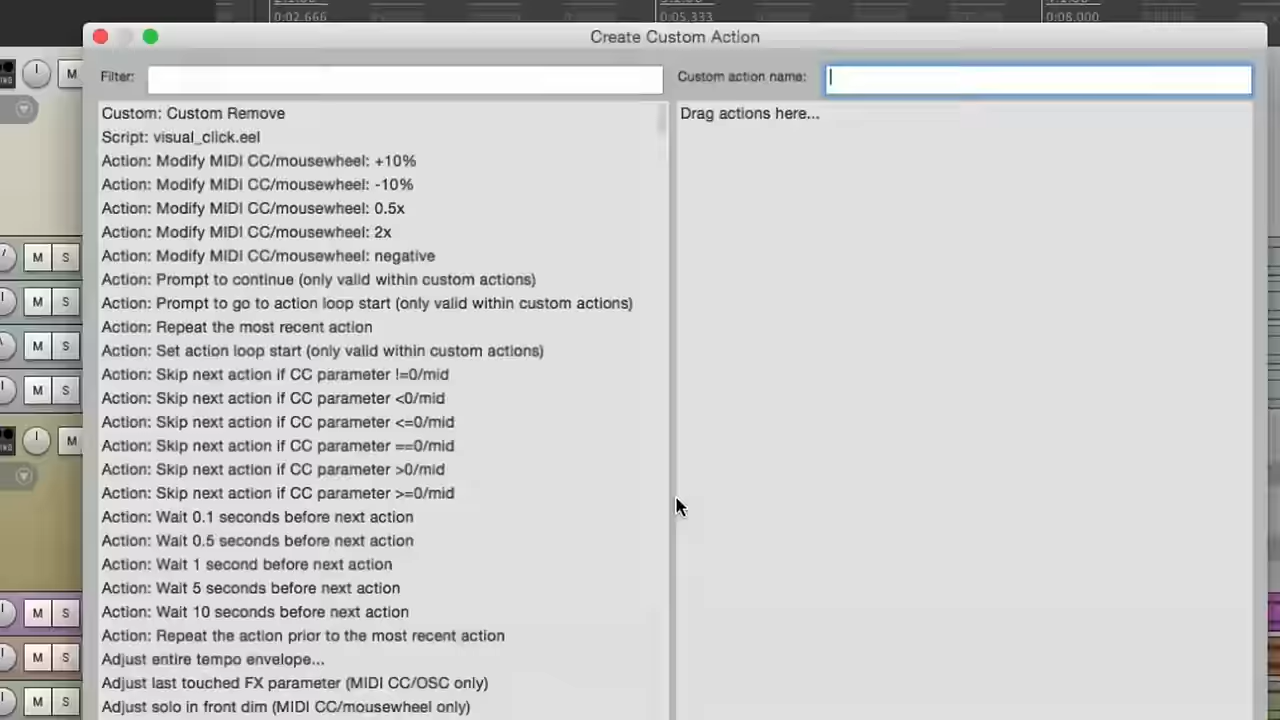 0:02.666
0:05.333
0:08.000
Create Custom Action
Filter:
Custom action name:
Custom: Custom Remove
Drag actions here...
Script: visual_click.eel
Action: Modify MIDI CC/mousewheel: +10%
Action: Modify MIDI CC/mousewheel: -10%
Action: Modify MIDI CC/mousewheel: 0.5x
Action: Modify MIDI CC/mousewheel: 2x
Action: Modify MIDI CC/mousewheel: negative
Action: Prompt to continue (only valid within custom actions)
Action: Prompt to go to action loop start (only valid within custom actions)
Action: Repeat the most recent action
Action: Set action loop start (only valid within custom actions)
Action: Skip next action if CC parameter !=0/mid
Action: Skip next action if CC parameter <0/mid
Action: Skip next action if CC parameter <=0/mid
Action: Skip next action if CC parameter ==0/mid
Action: Skip next action if CC parameter >0/mid
Action: Skip next action if CC parameter >=0/mid
Action: Wait 0.1 seconds before next action
Action: Wait 0.5 seconds before next action
Action: Wait 1 second before next action
Action: Wait 5 seconds before next action
Action: Wait 10 seconds before next action
Action: Repeat the action prior to the most recent action
Adjust entire tempo envelope...
Adjust last touched FX parameter (MIDI CC/OSC only)
Adjust solo in front dim (MIDI CC/mousewheel only)
M
M S
M S
M S
M S
M
M S
M S
M S